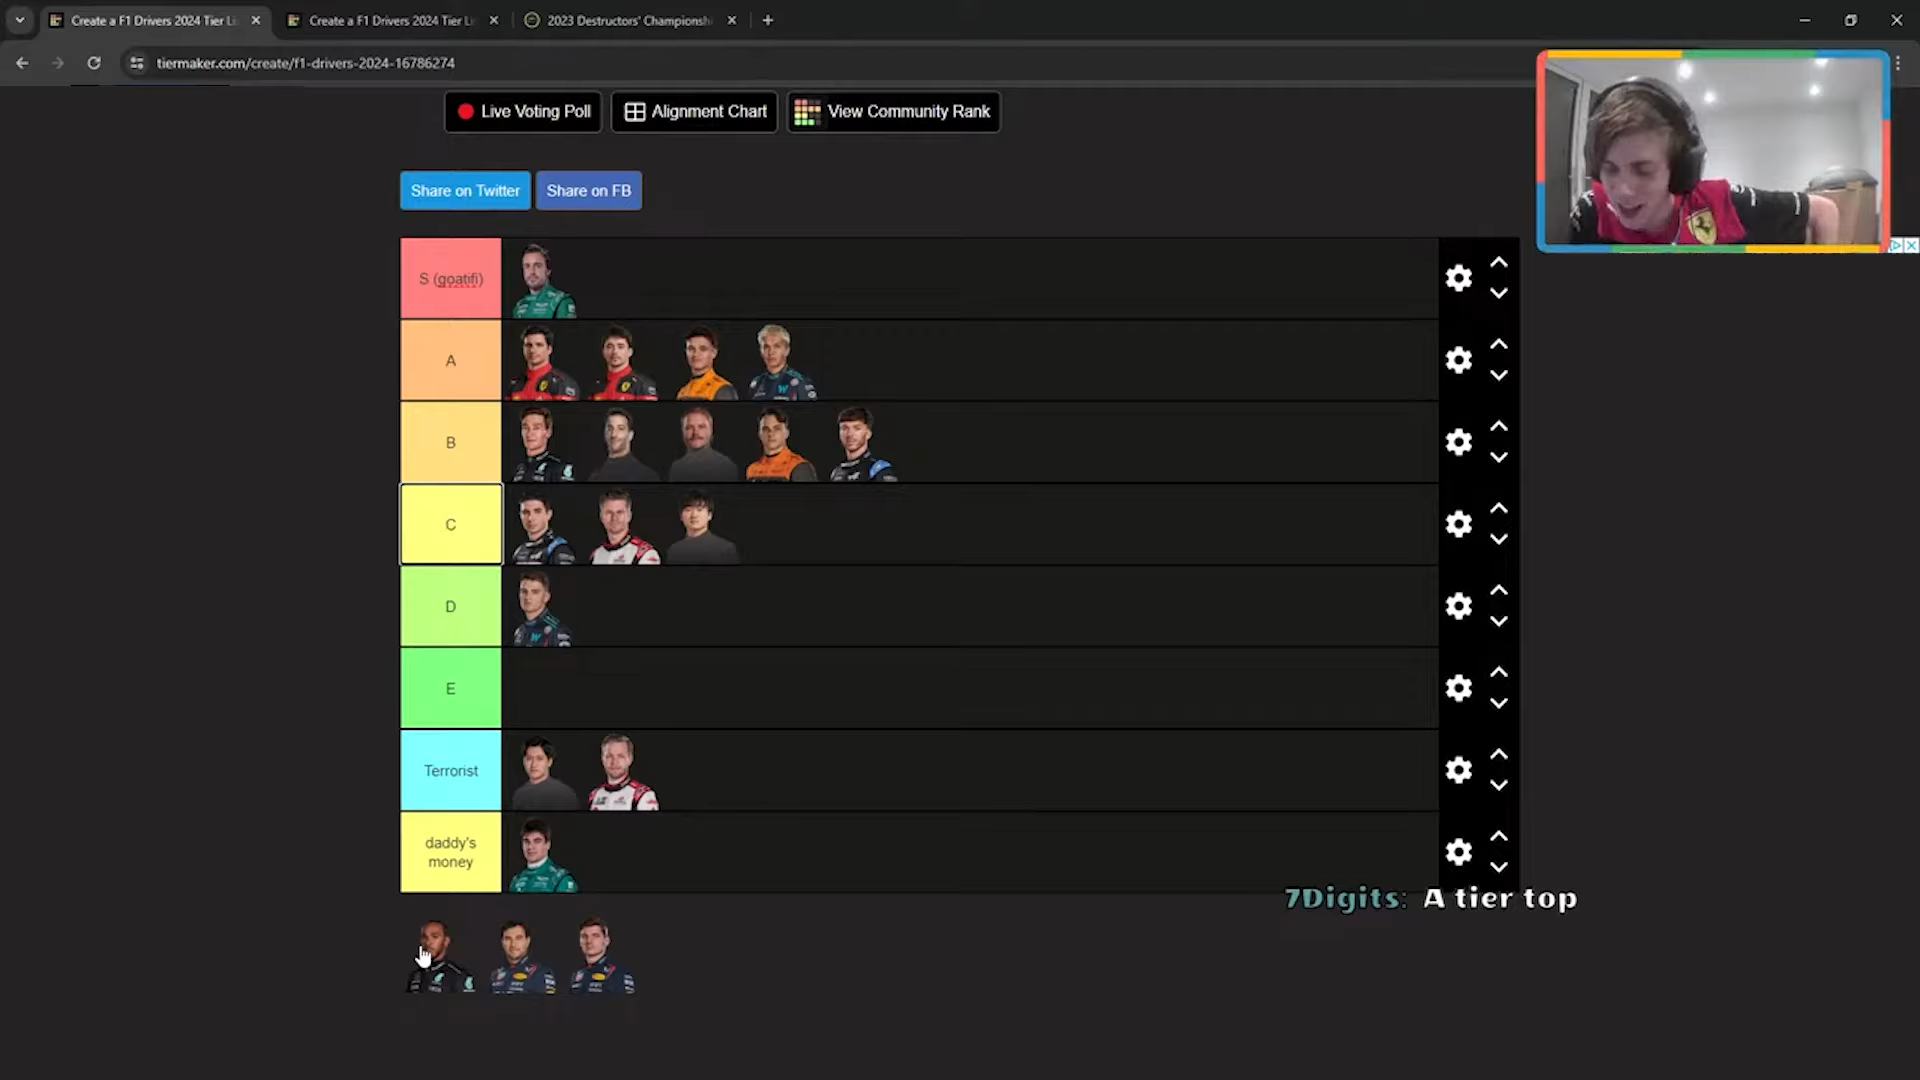 Create a F1 Drivers 2024 Tier Li
Create a F1 Drivers 2024 Tier Li
2023 Destructors' Championsh
tiermaker.com/create/f1-drivers-2024-16786274
Live Voting Poll
Alignment Chart
View Community Rank
Share on Twitter
Share on FB
S (goatifi)
A
B
C
D
E
Terrorist
daddy's
money
7Digits: A tier top